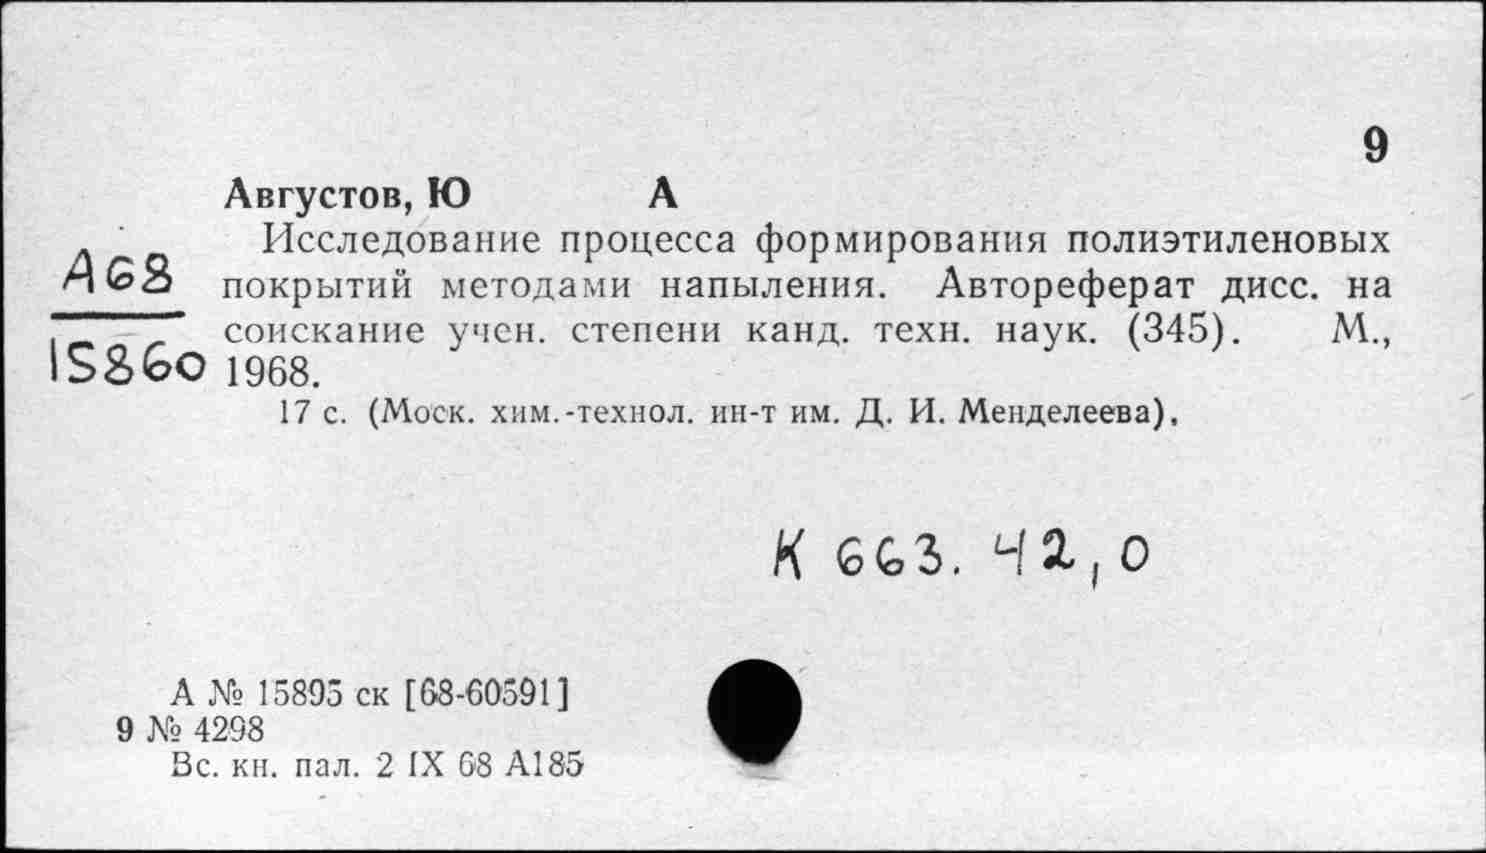 9
Августов, Ю А
Исследование процесса формирования полиэтиленовых
покрытий методами напыления. Автореферат дисс. на
соискание учен. степени канд. техн. наук. (345). М.,
1968.
17 с. (Моск. хим.-технол. ин-т им. Д. И. Менделеева).
А68
15860
К 663. 42,0
А № 15895 ск [68-60591]
9 № 4298
Вс. кн. пал. 2 IX 68 А185